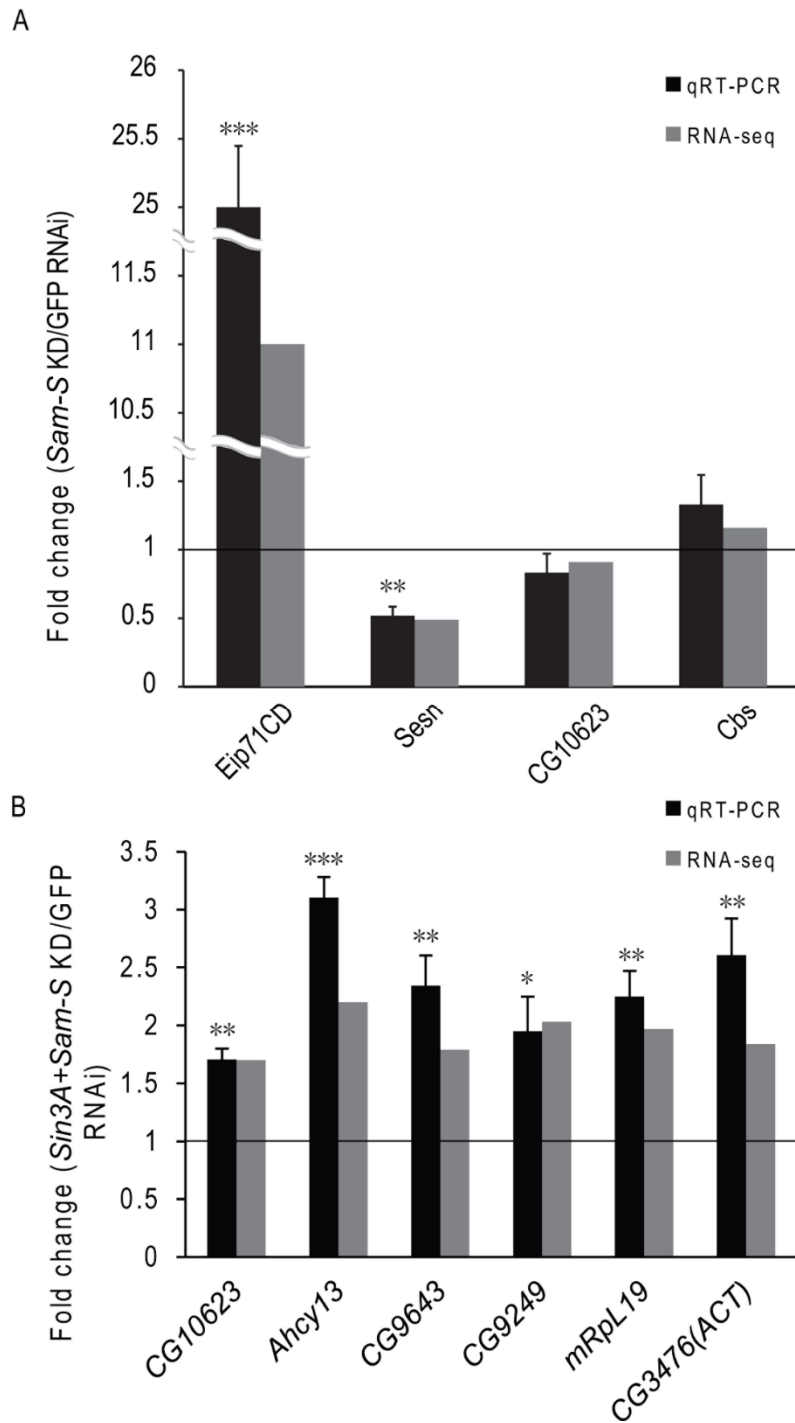 A
26
25.5
25
11.5
11
10.5
1.5
1
0.5
0
Fold change (Sam-S KD/GFP RNAi)
qRT-PCR
RNA-seq
***
**
Eip71CD
Sesn
CG10623
Cbs
B
3.5
3
2.5
2
1.5
1
0.5
0
Fold change (Sin3A+Sam-S KD/GFP
RNAi)
qRT-PCR
RNA-seq
**
***
**
*
**
**
CG10623
Ahcy13
CG9643
CG9249
mRpL19
CG3476(ACT)